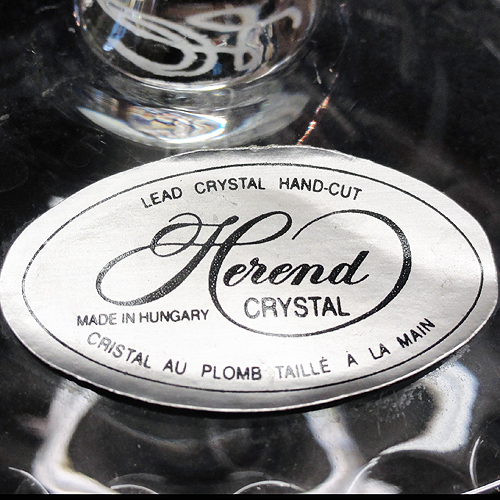 LEAD CRYSTAL HAND-CUT
Herend
CRYSTAL
MADE IN HUNGARY
CRISTAL AU PLOMB TAILLÉ À LA MAIN